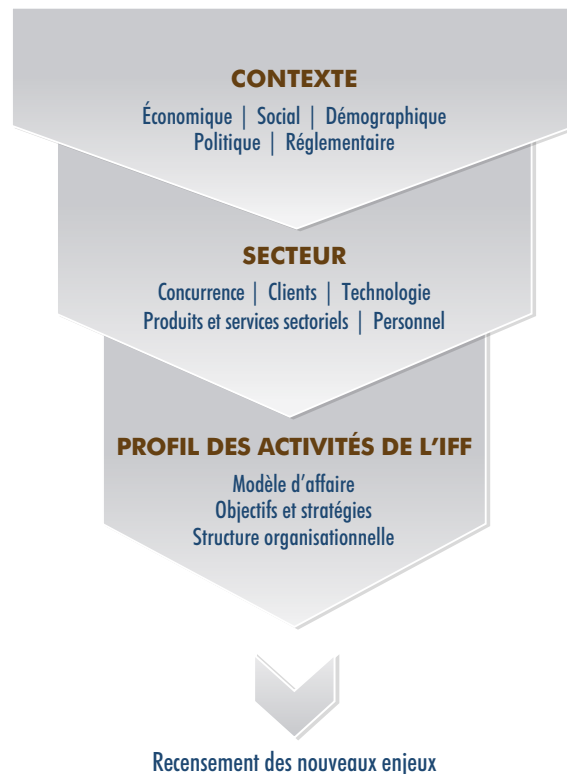 CONTEXTE
Économique | Social | Démographique
Politique | Réglementaire
SECTEUR
Concurrence | Clients | Technologie
Produits et services sectoriels | Personnel
PROFIL DES ACTIVITÉS DE L’IFF
Modèle d’affaire
Objectifs et stratégies
Structure organisationnelle
Recensement des nouveaux enjeux